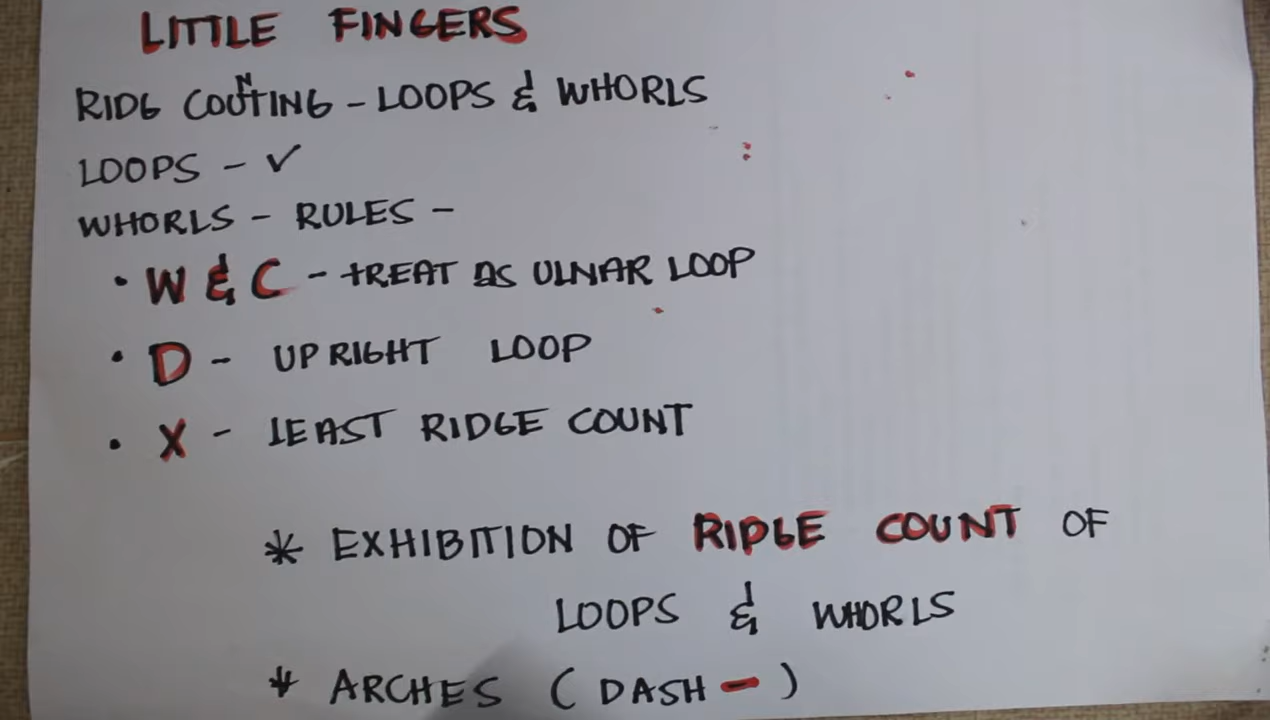 LITTLE FINGERS
RIDG COUNTING - LOOPS & WHORLS
LOOPS - ✓
WHORLS - RULES -
• W & C - TREAT AS ULNAR LOOP
• D - UPRIGHT LOOP
• X - LEAST RIDGE COUNT
* EXHIBITION OF RIDGE COUNT OF
LOOPS & WHORLS
* ARCHES ( DASH - )